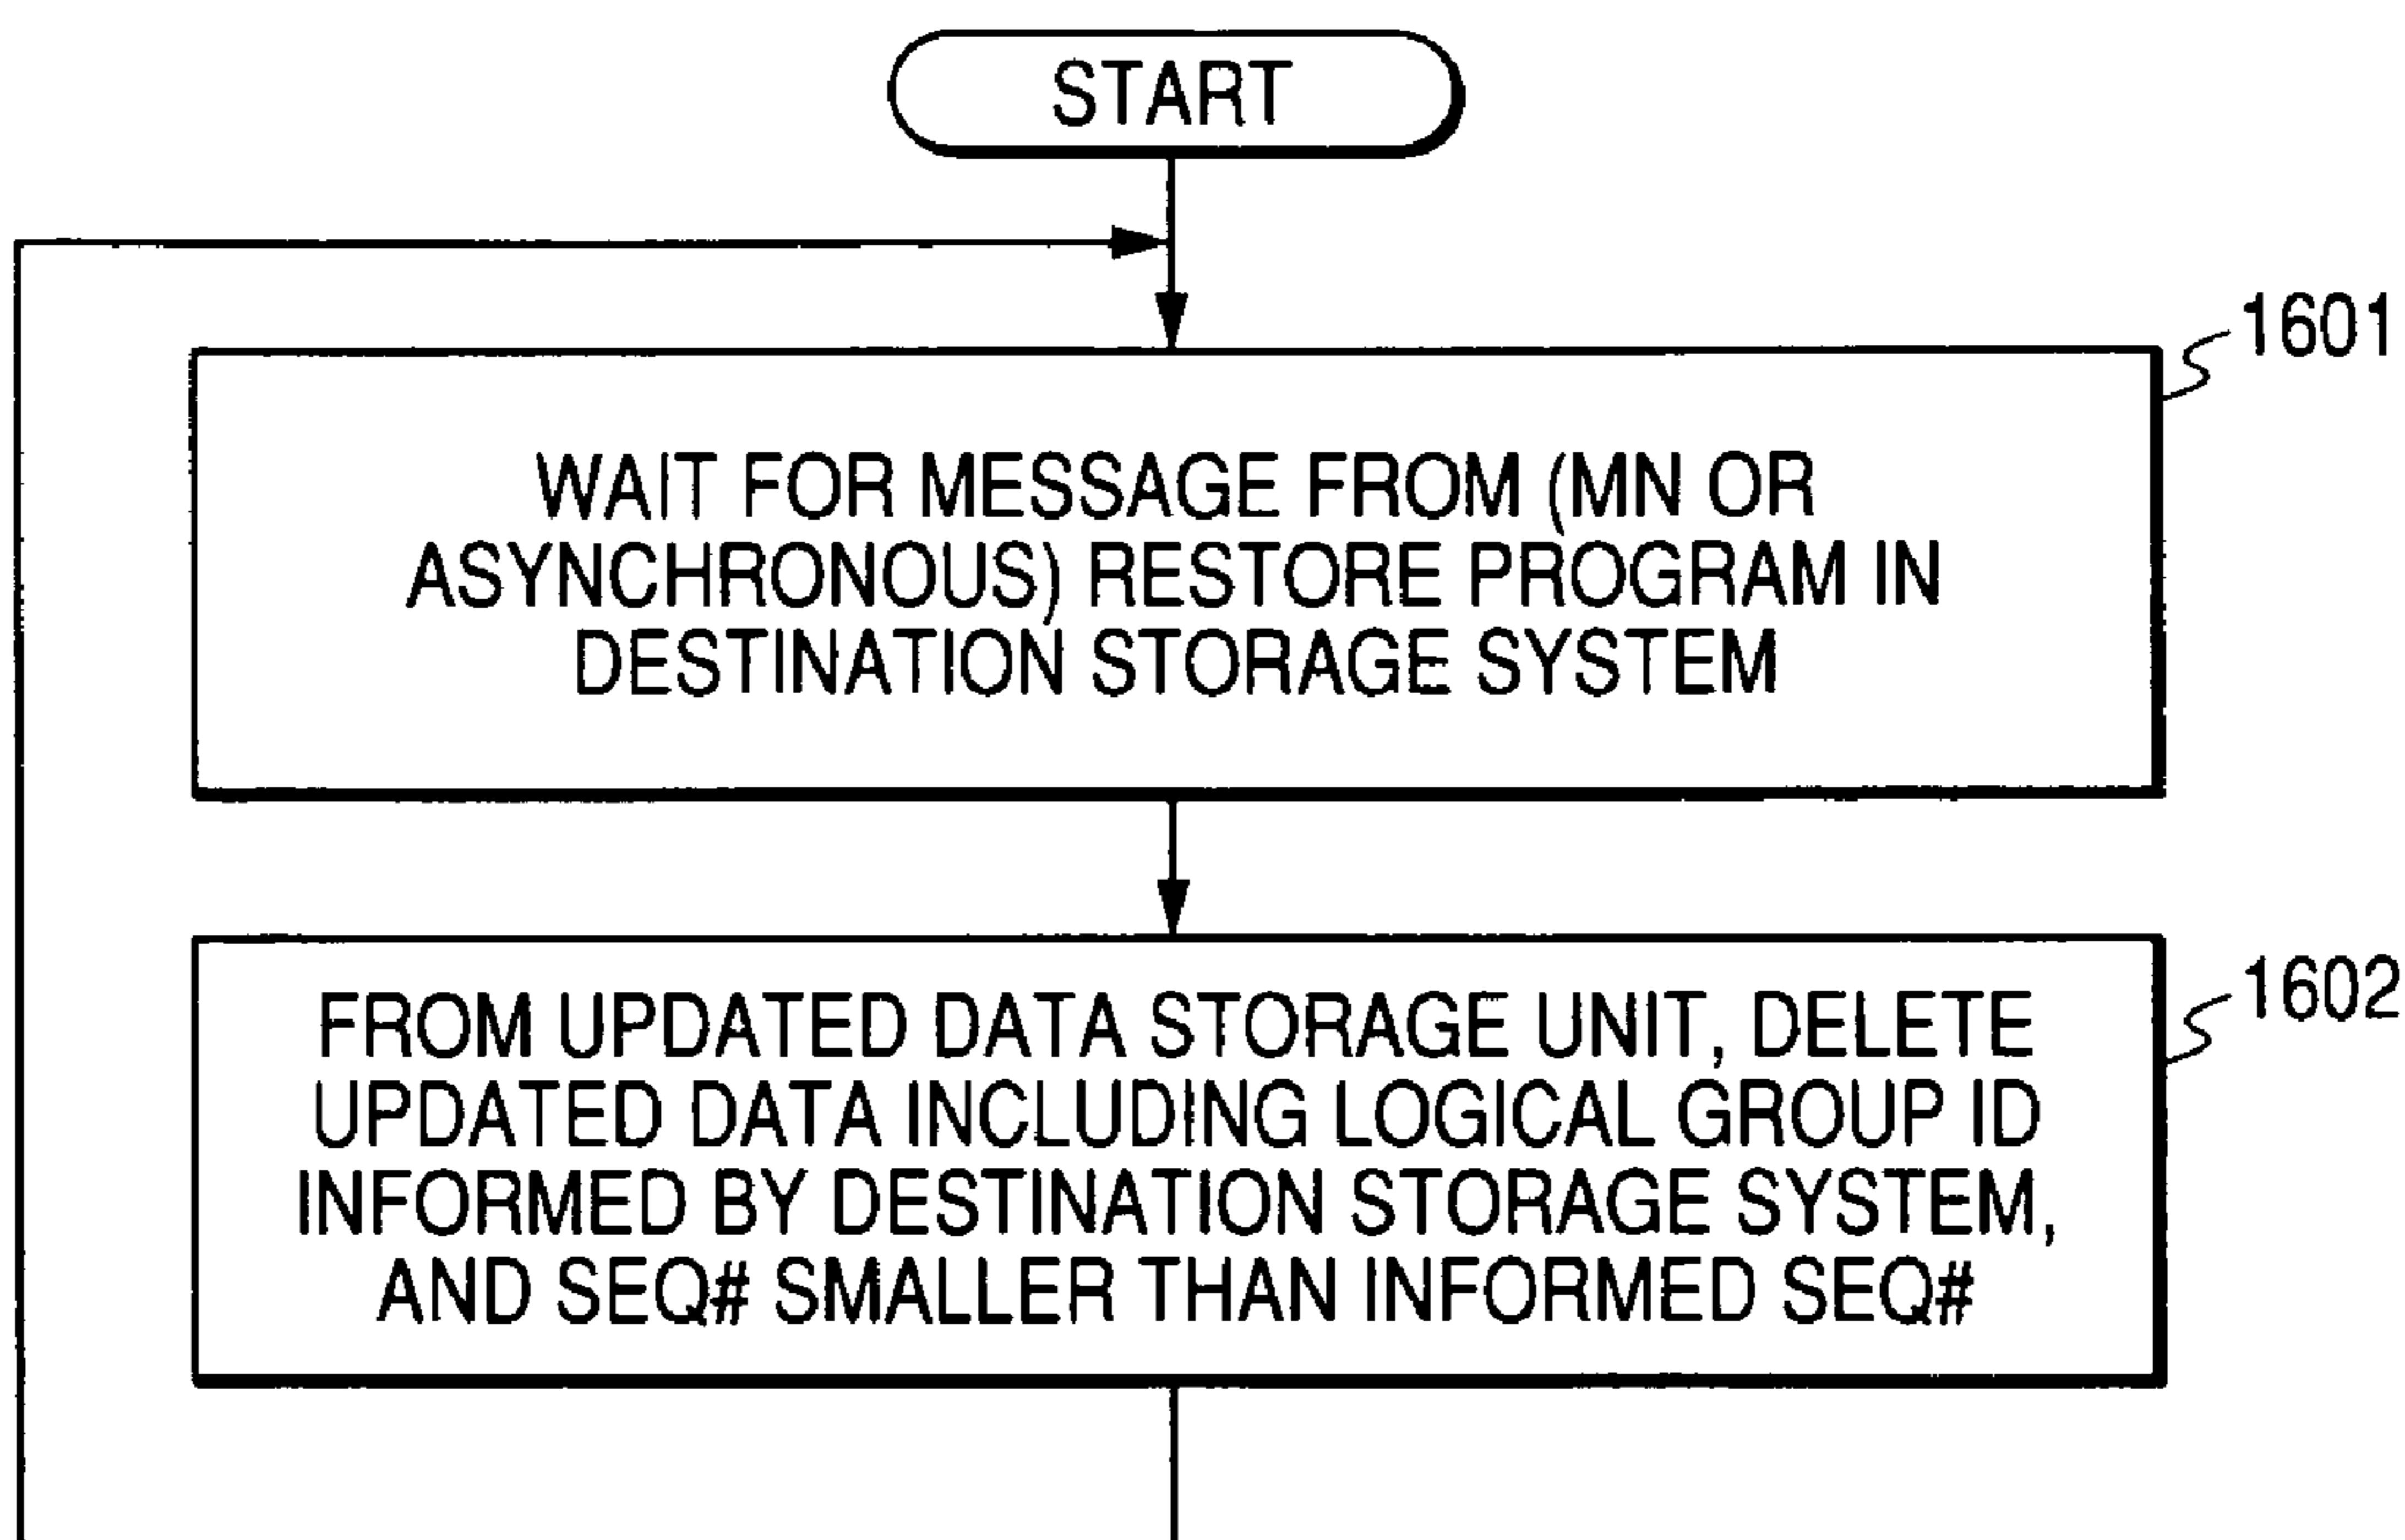 START
1601
WAIT FOR MESSAGE FROM (MN OR
ASYNCHRONOUS) RESTORE PROGRAM IN
DESTINATION STORAGE SYSTEM
1602
FROM UPDATED DATA STORAGE UNIT, DELETE
UPDATED DATA INCLUDING LOGICAL GROUP ID
INFORMED BY DESTINATION STORAGE SYSTEM,
AND SEQ# SMALLER THAN INFORMED SEQ#